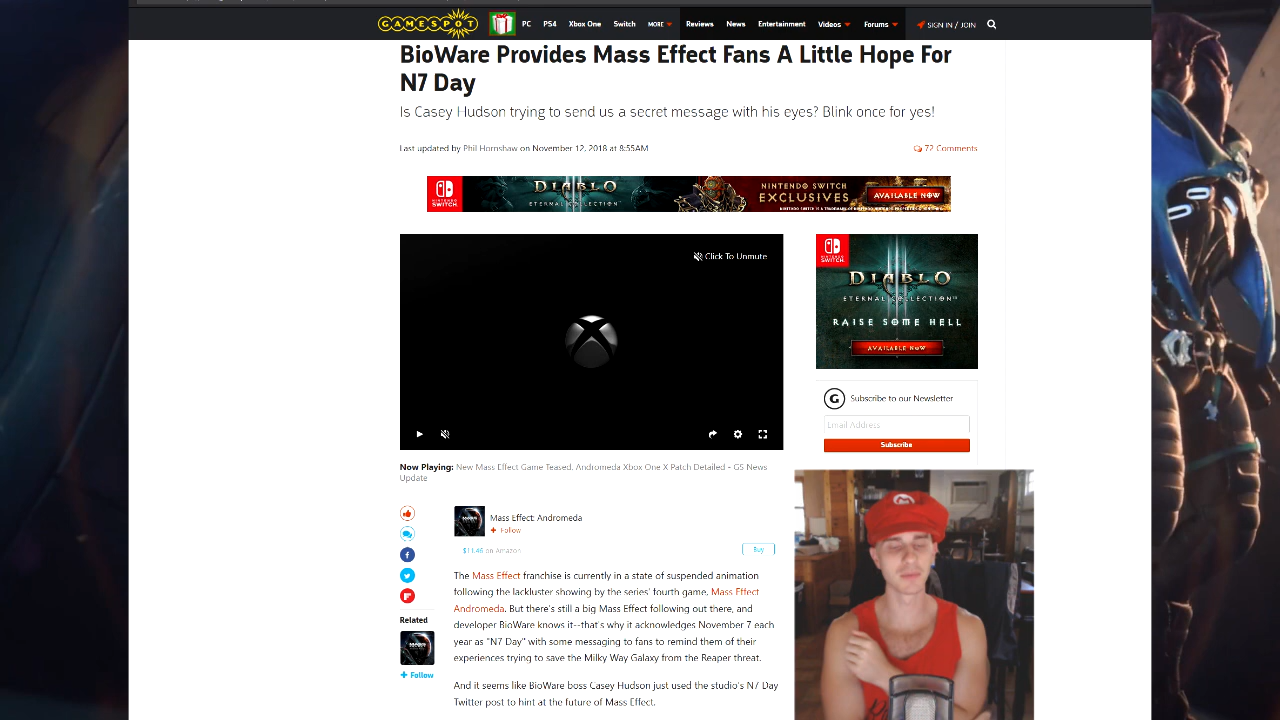 GAMESPOT
PC PS4 Xbox One Switch MORE Reviews News Entertainment Videos Forums SIGN IN / JOIN
BioWare Provides Mass Effect Fans A Little Hope For
N7 Day
Is Casey Hudson trying to send us a secret message with his eyes? Blink once for yes!
Last updated by Phil Hornshaw on November 12, 2018 at 8:55AM
72 Comments
NINTENDO SWITCH
DIABLO
ETERNAL COLLECTION
NINTENDO SWITCH
EXCLUSIVES
AVAILABLE NOW
Click To Unmute
NINTENDO SWITCH
DIABLO
ETERNAL COLLECTION™
RAISE SOME HELL
AVAILABLE NOW
G Subscribe to our Newsletter
Email Address
Subscribe
Now Playing: New Mass Effect Game Teased, Andromeda Xbox One X Patch Detailed - GS News
Update
Mass Effect: Andromeda
+ Follow
$11.46 on Amazon
Buy
The Mass Effect franchise is currently in a state of suspended animation
following the lackluster showing by the series' fourth game, Mass Effect
Andromeda. But there's still a big Mass Effect following out there, and
developer BioWare knows it--that's why it acknowledges November 7 each
year as "N7 Day" with some messaging to fans to remind them of their
experiences trying to save the Milky Way Galaxy from the Reaper threat.
And it seems like BioWare boss Casey Hudson just used the studio's N7 Day
Twitter post to hint at the future of Mass Effect.
Related
+ Follow